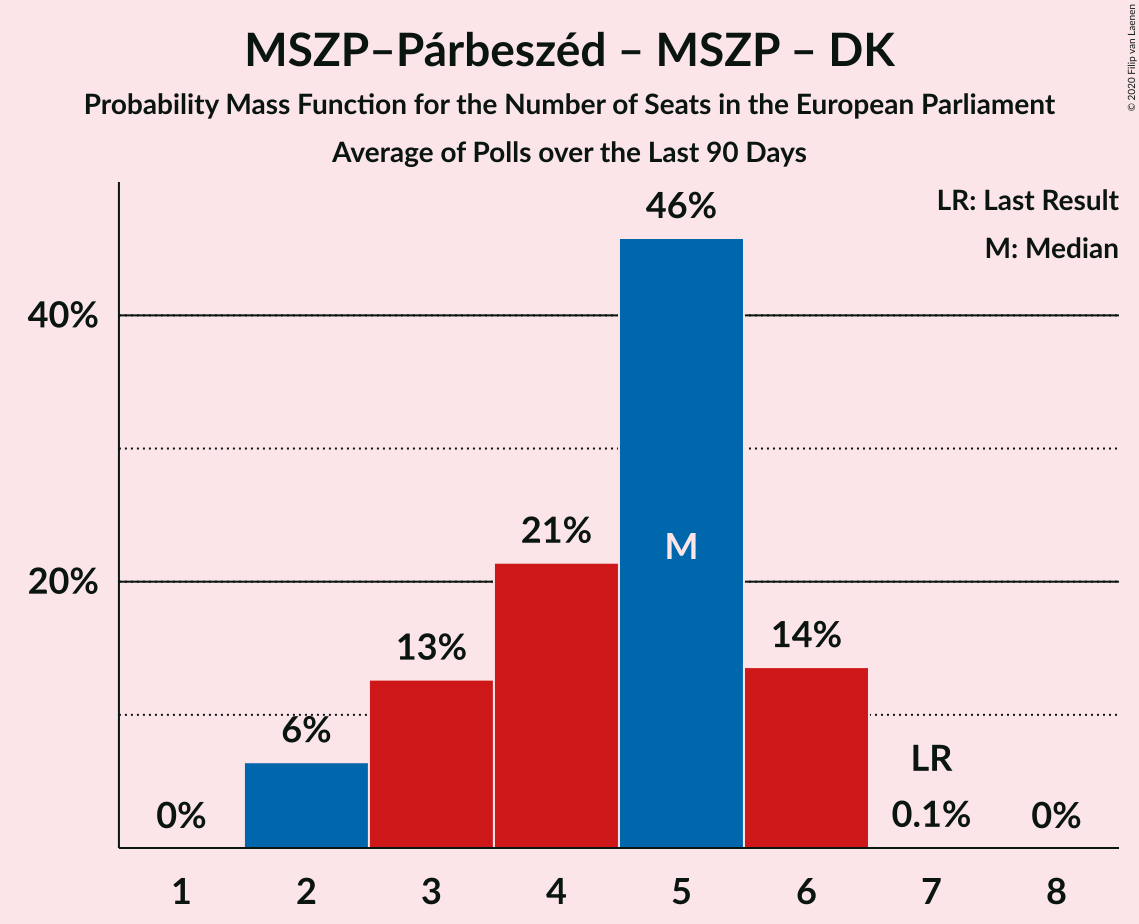 MSZP–Párbeszéd – MSZP – DK
Probability Mass Function for the Number of Seats in the European Parliament
Average of Polls over the Last 90 Days
© 2020 Filip van Laenen
LR: Last Result
M: Median
46%
40%
21%
M
20%
14%
13%
6%
LR
0%
0.1%
0%
1 2 3 4 5 6 7 8